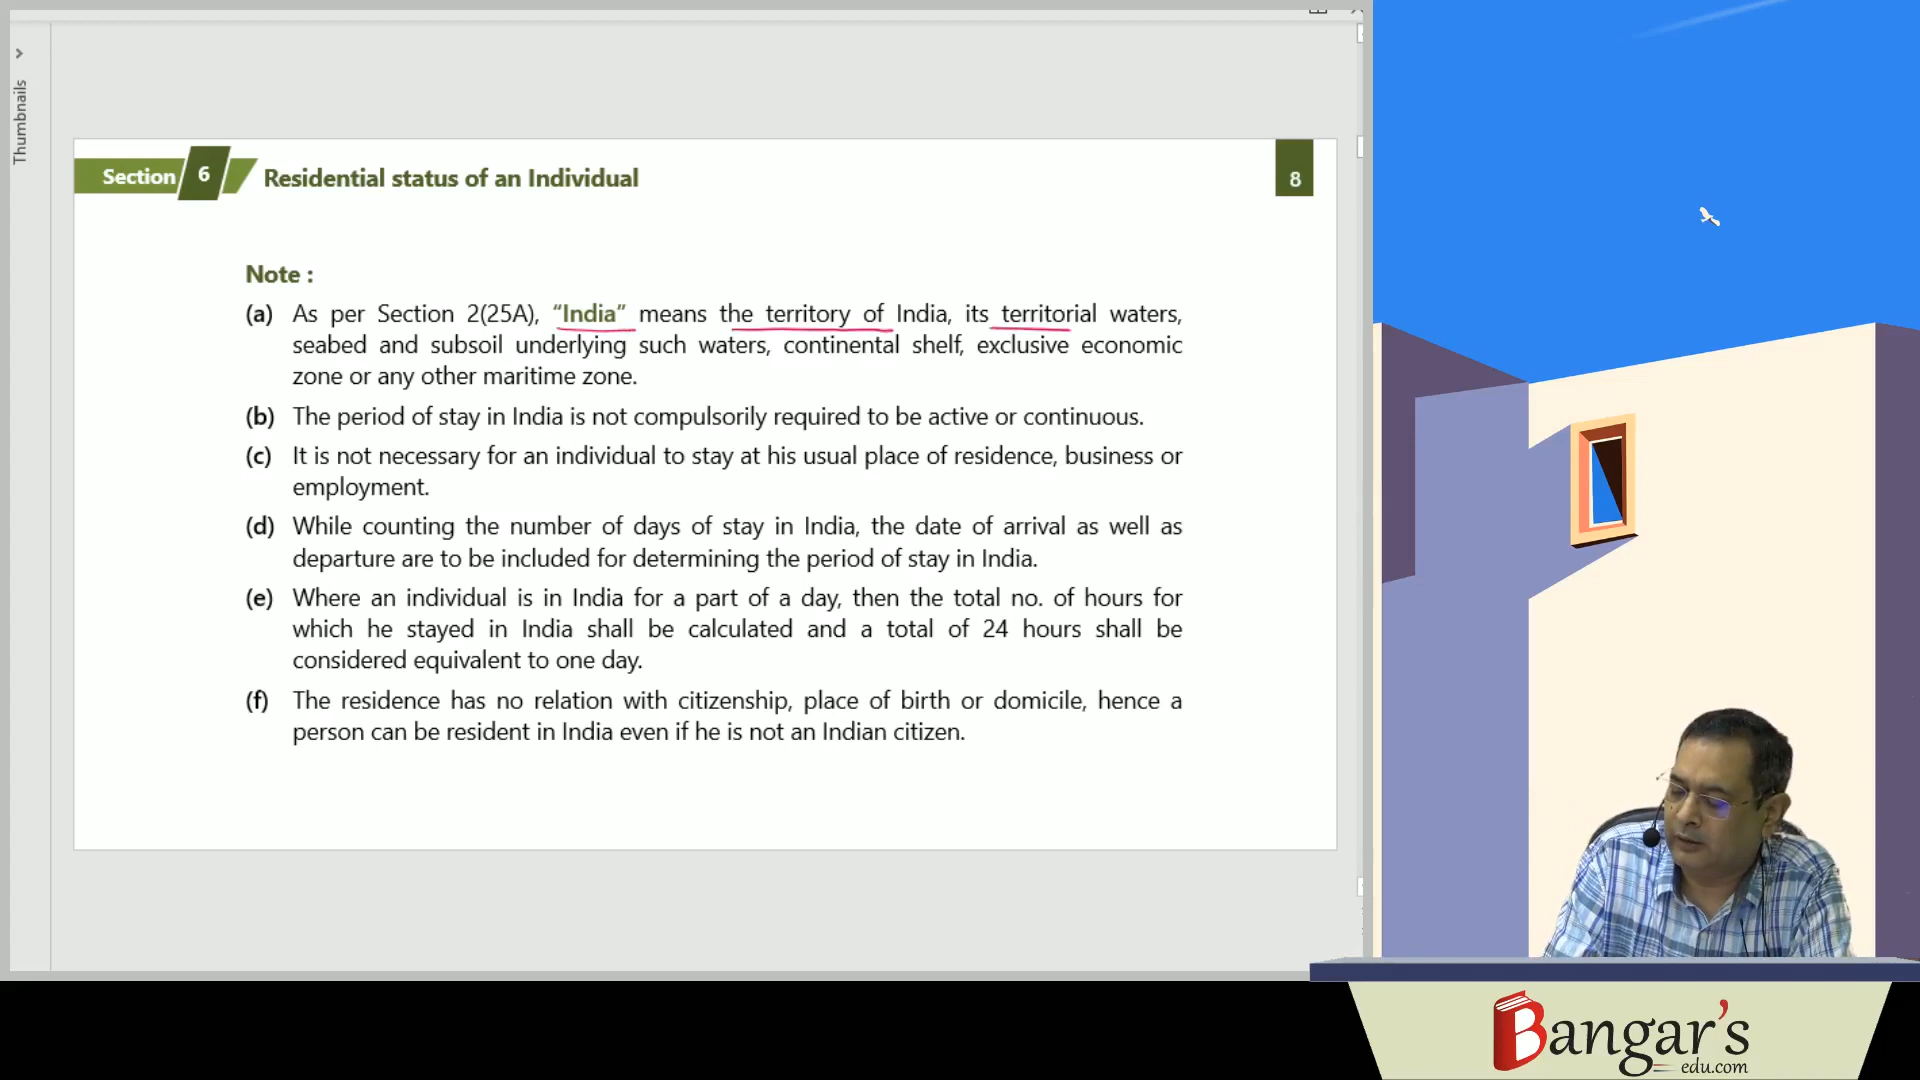 Thumbnails
Section 6 Residential status of an Individual 8
Note :
(a) As per Section 2(25A), “India” means the territory of India, its territorial waters,
seabed and subsoil underlying such waters, continental shelf, exclusive economic
zone or any other maritime zone.
(b) The period of stay in India is not compulsorily required to be active or continuous.
(c) It is not necessary for an individual to stay at his usual place of residence, business or
employment.
(d) While counting the number of days of stay in India, the date of arrival as well as
departure are to be included for determining the period of stay in India.
(e) Where an individual is in India for a part of a day, then the total no. of hours for
which he stayed in India shall be calculated and a total of 24 hours shall be
considered equivalent to one day.
(f) The residence has no relation with citizenship, place of birth or domicile, hence a
person can be resident in India even if he is not an Indian citizen.
Bangar’s
edu.com